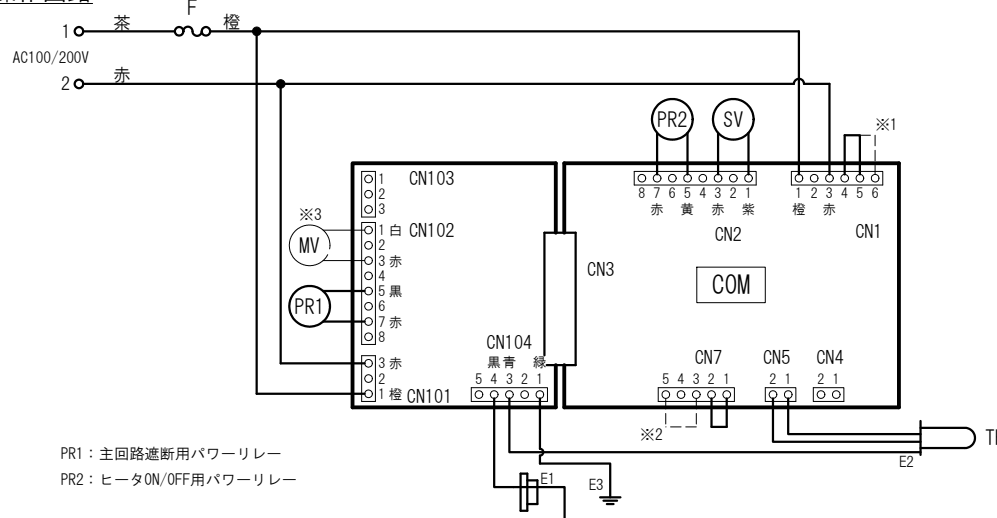 F
1 茶 橙
AC100/200V
2 赤
PR2 SV ※1
8 7 6 5 4 3 2 1
1 2 3 4 5 6
赤 黄 赤 紫
橙 赤
CN2 CN1
1 CN103
2
3
※3
MV
1 白 CN102
2
3 赤
4
5 黒
PR1
6
7 赤
8
CN3
COM
CN104
黒 青 緑
5 4 3 2 1
3 赤
2
1 橙 CN101
CN7 CN5 CN4
5 4 3 2 1
2 1
2 1
※2
E2
E1
E3
PR1：主回路遮断用パワーリレー
PR2：ヒータON/OFF用パワーリレー